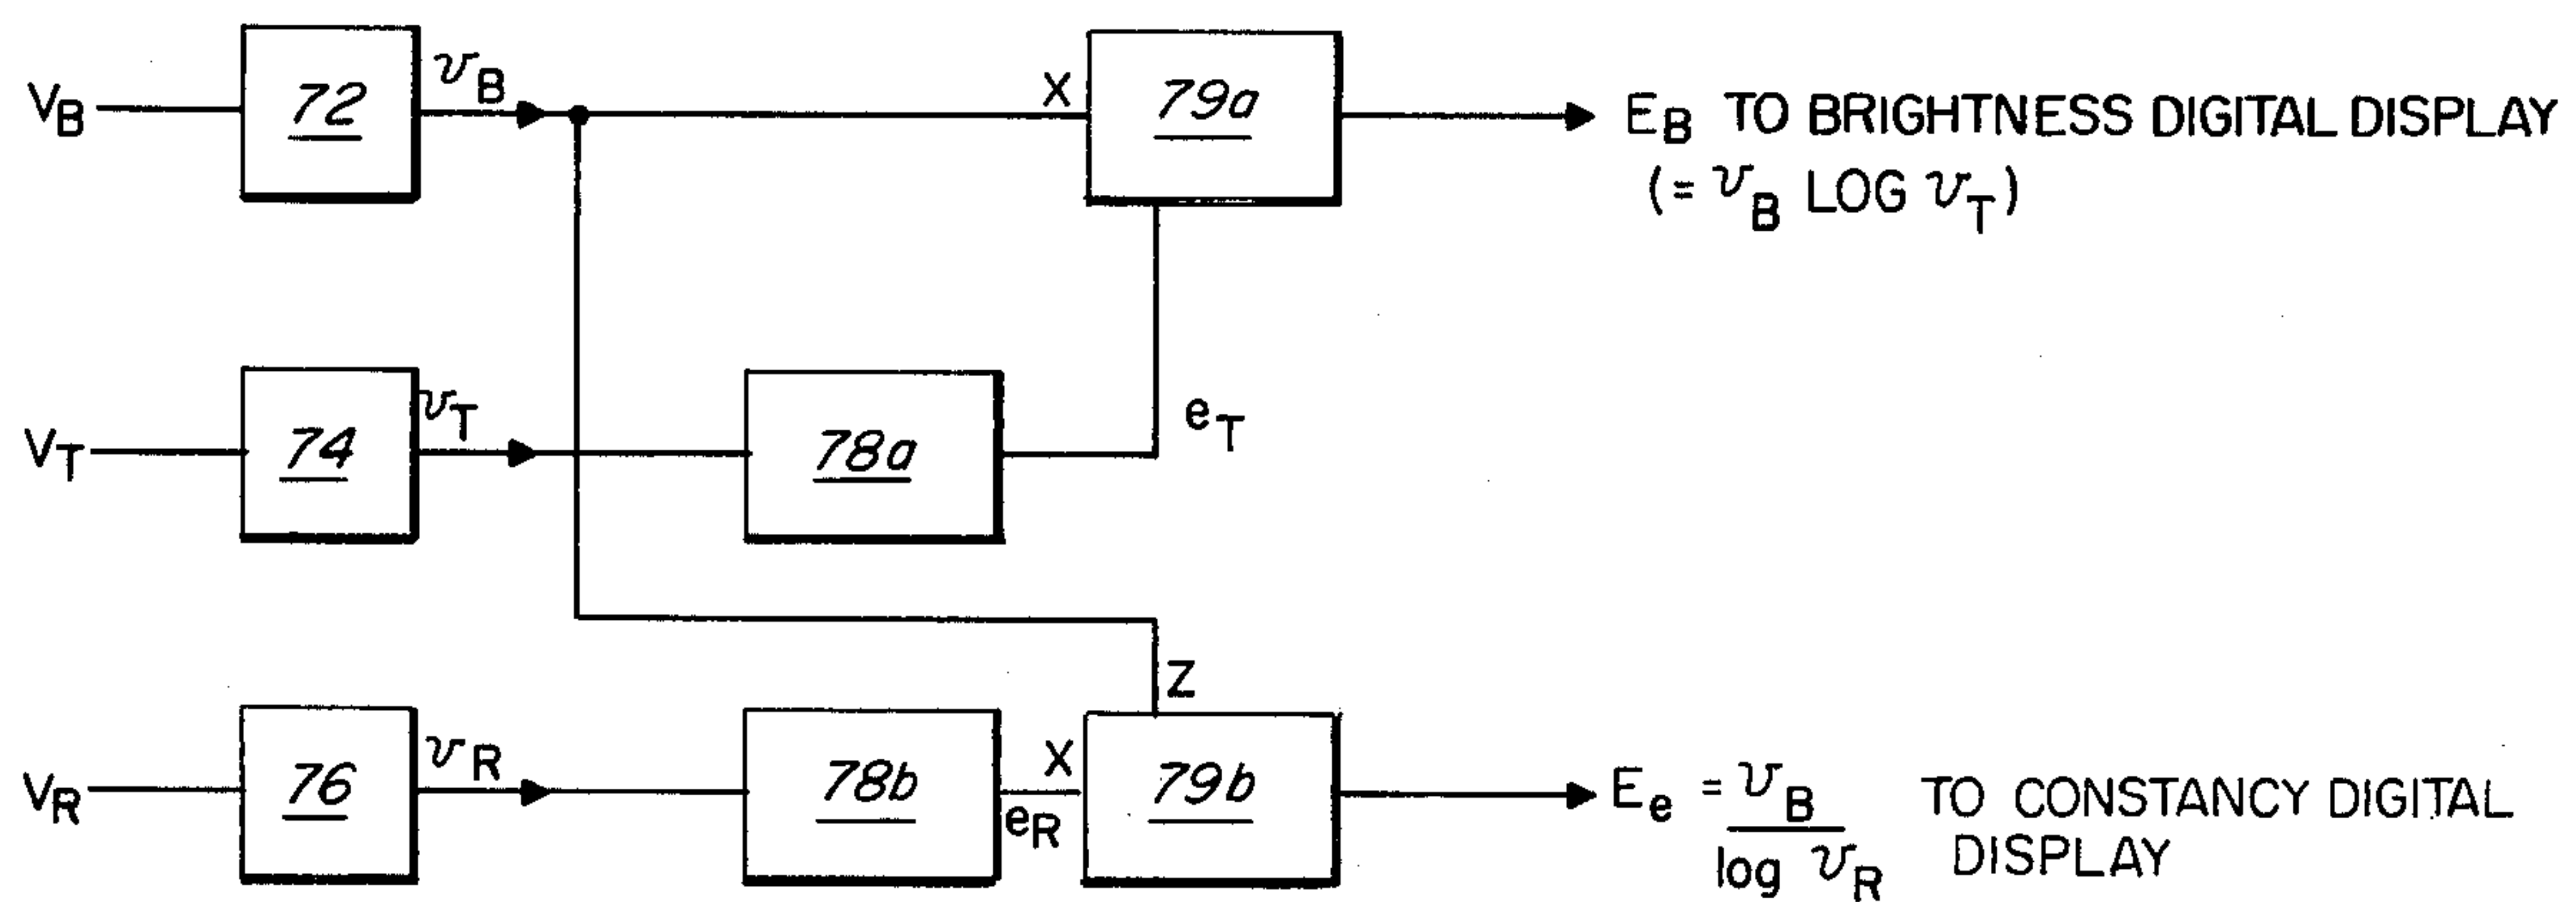 V_B 72 v_B X 79a E_B TO BRIGHTNESS DIGITAL DISPLAY
(= v_B LOG v_T)
V_T 74 v_T 78a e_T
Z
V_R 76 v_R 78b e_R X 79b E_e = v_B / log v_R TO CONSTANCY DIGITAL
DISPLAY